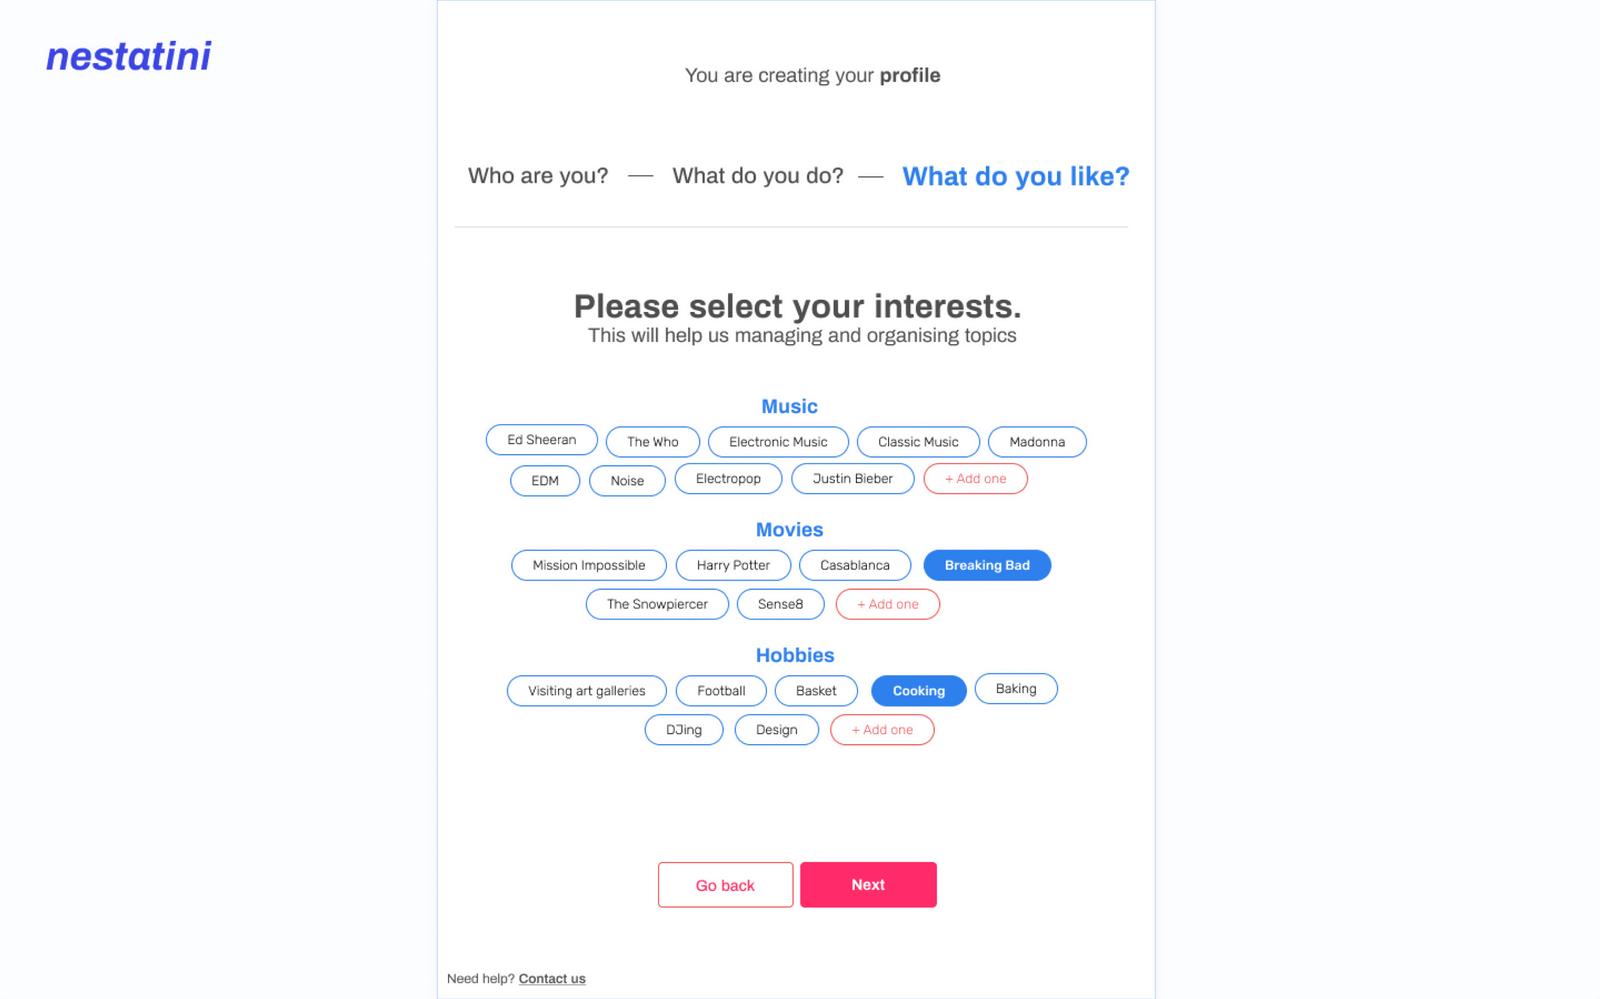 nestatini
You are creating your profile
Who are you? — What do you do? — What do you like?
Please select your interests.
This will help us managing and organising topics
Music
Ed Sheeran The Who Electronic Music Classic Music Madonna
EDM Noise Electropop Justin Bieber + Add one
Movies
Mission Impossible Harry Potter Casablanca Breaking Bad
The Snowpiercer Sense8 + Add one
Hobbies
Visiting art galleries Football Basket Cooking Baking
DJing Design + Add one
Go back Next
Need help? Contact us